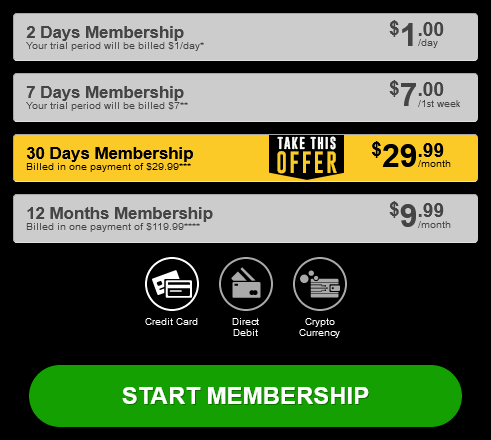 2 Days Membership
Your trial period will be billed $1/day*
$1.00
/day
7 Days Membership
Your trial period will be billed $7**
$7.00
/1st week
30 Days Membership
Billed in one payment of $29.99***
TAKE THIS
OFFER
$29.99
/month
12 Months Membership
Billed in one payment of $119.99****
$9.99
/month
Credit Card
Direct
Debit
Crypto
Currency
START MEMBERSHIP